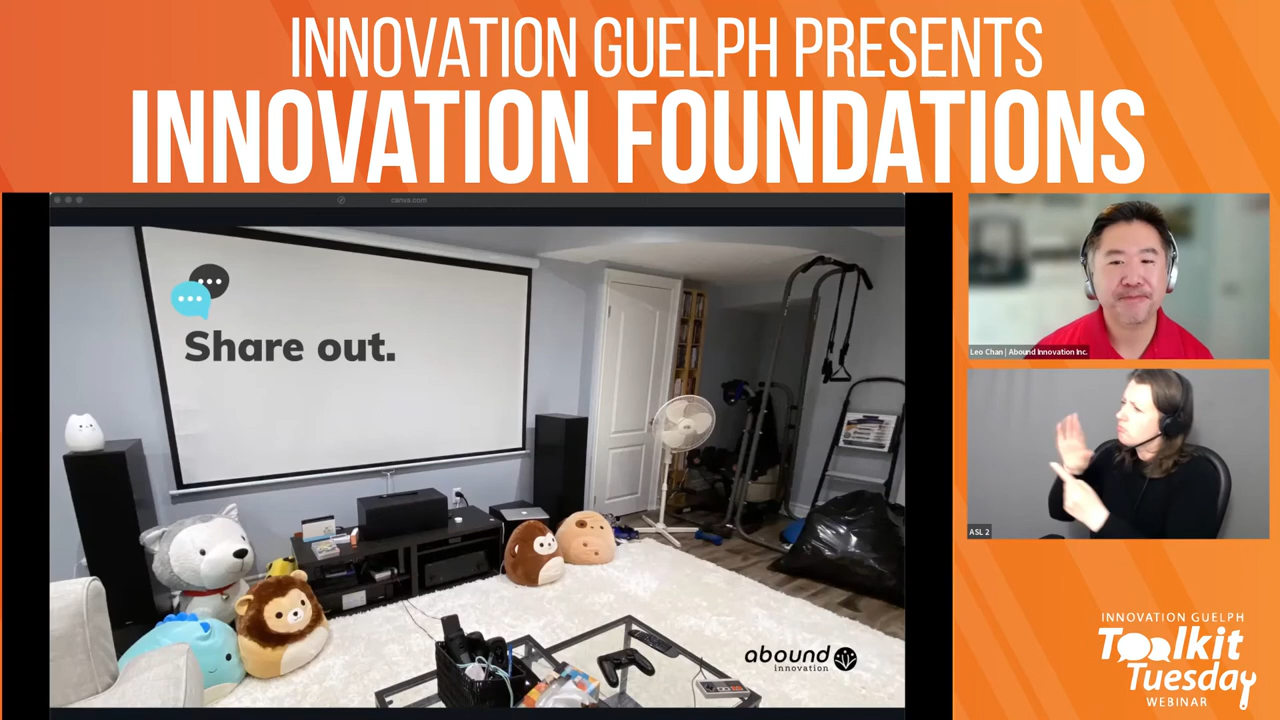 INNOVATION GUELPH PRESENTS
INNOVATION FOUNDATIONS
canva.com
Share out.
abound
innovation
Leo Chan | Abound Innovation Inc.
ASL 2
INNOVATION GUELPH
Toolkit
Tuesday
WEBINAR